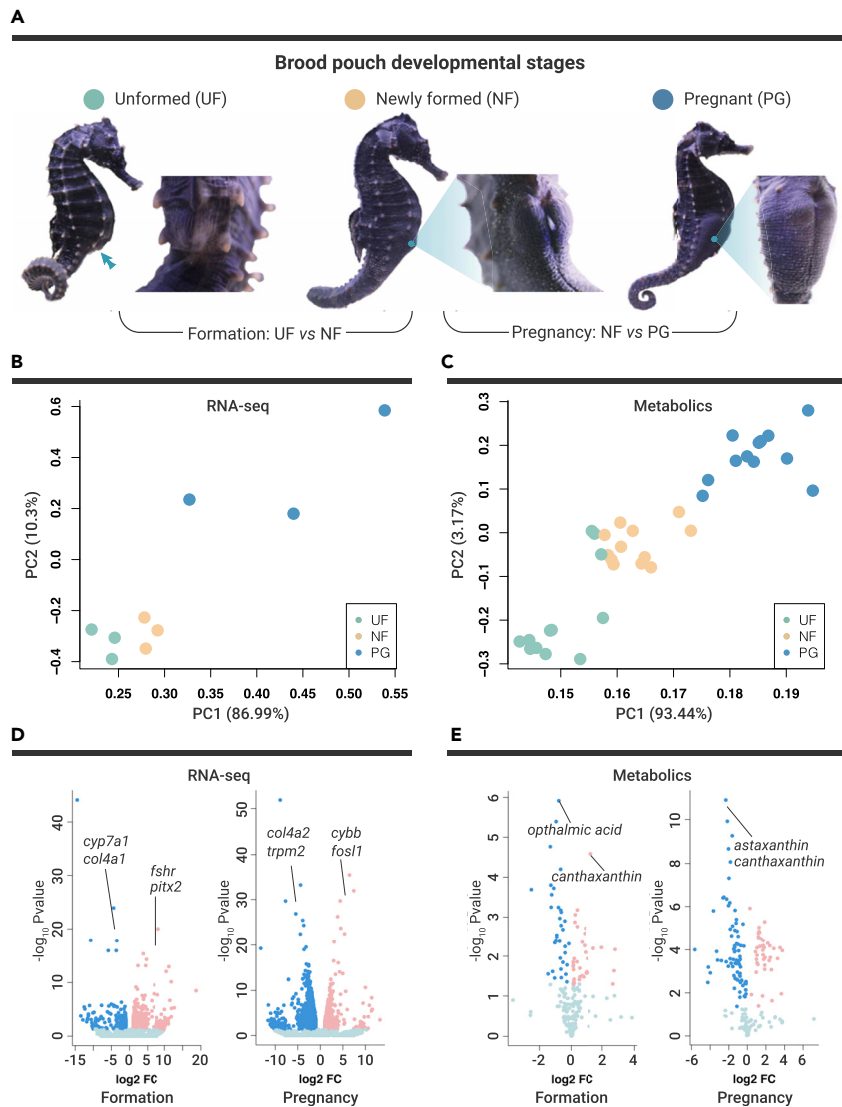 A
Brood pouch developmental stages
Unformed (UF)
Newly formed (NF)
Pregnant (PG)
Formation: UF vs NF
Pregnancy: NF vs PG
B
RNA-seq
0.6
0.4
0.2
0.0
-0.2
-0.4
PC2 (10.3%)
UF
NF
PG
0.25 0.30 0.35 0.40 0.45 0.50 0.55
PC1 (86.99%)
C
Metabolics
0.3
0.2
0.1
0.0
-0.1
-0.2
-0.3
PC2 (3.17%)
UF
NF
PG
0.15 0.16 0.17 0.18 0.19
PC1 (93.44%)
D
RNA-seq
40
30
20
10
0
-log10 Pvalue
cyp7a1
col4a1
fshr
pitx2
-15 -5 0 5 10 20
log2 FC
Formation
50
40
30
20
10
0
-log10 Pvalue
col4a2
trpm2
cybb
fosl1
-10 -5 0 5 10
log2 FC
Pregnancy
E
Metabolics
6
5
4
3
2
1
0
-log10 Pvalue
opthalmic acid
canthaxanthin
-2 0 2 4
log2 FC
Formation
10
8
6
4
2
0
-log10 Pvalue
astaxanthin
canthaxanthin
-6 -4 -2 0 2 4 6
log2 FC
Pregnancy